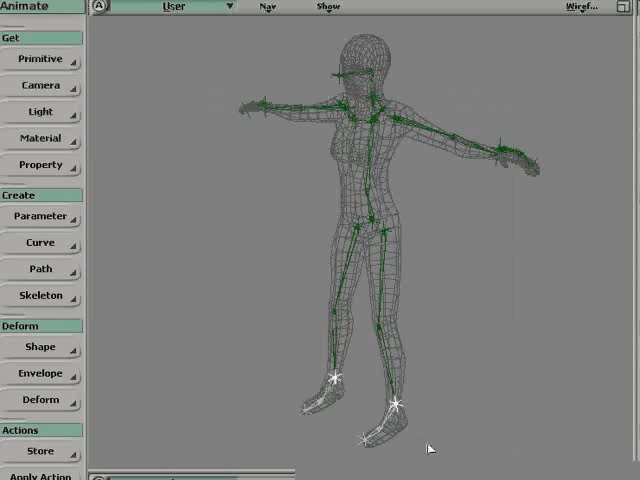 Animate
A User Nav Show Wiref...
Get
Primitive
Camera
Light
Material
Property
Create
Parameter
Curve
Path
Skeleton
Deform
Shape
Envelope
Deform
Actions
Store
Apply Action